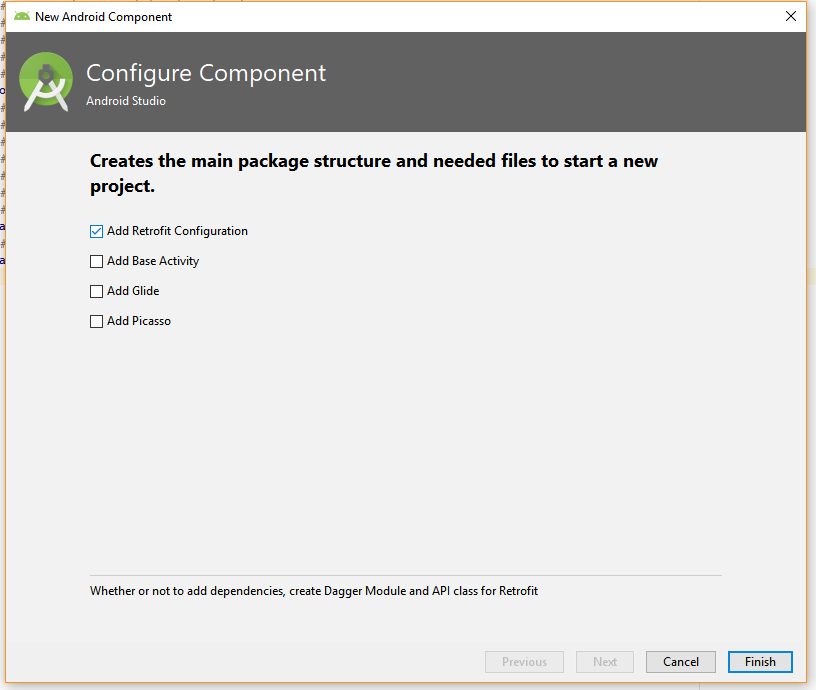 New Android Component
Configure Component
Android Studio
Creates the main package structure and needed files to start a new
project.
Add Retrofit Configuration
Add Base Activity
Add Glide
Add Picasso
Whether or not to add dependencies, create Dagger Module and API class for Retrofit
Previous
Next
Cancel
Finish